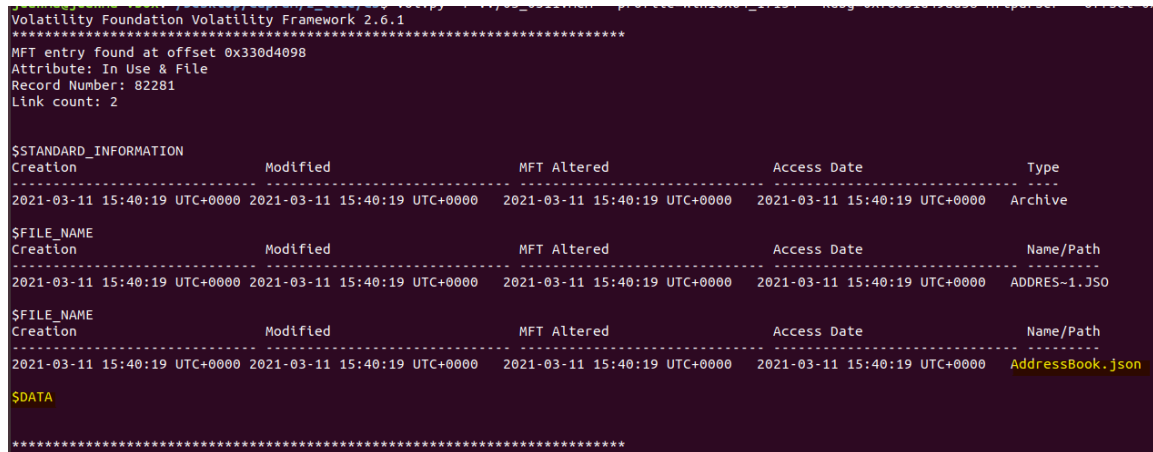 Volatility Foundation Volatility Framework 2.6.1
***************************************************************************
MFT entry found at offset 0x330d4098
Attribute: In Use & File
Record Number: 82281
Link count: 2
$STANDARD_INFORMATION
Creation Modified MFT Altered Access Date Type
------------------------------ ------------------------------ ------------------------------ ------------------------------ ----
2021-03-11 15:40:19 UTC+0000 2021-03-11 15:40:19 UTC+0000 2021-03-11 15:40:19 UTC+0000 2021-03-11 15:40:19 UTC+0000 Archive
$FILE_NAME
Creation Modified MFT Altered Access Date Name/Path
------------------------------ ------------------------------ ------------------------------ ------------------------------ ---------
2021-03-11 15:40:19 UTC+0000 2021-03-11 15:40:19 UTC+0000 2021-03-11 15:40:19 UTC+0000 2021-03-11 15:40:19 UTC+0000 ADDRES~1.JSO
$FILE_NAME
Creation Modified MFT Altered Access Date Name/Path
------------------------------ ------------------------------ ------------------------------ ------------------------------ ---------
2021-03-11 15:40:19 UTC+0000 2021-03-11 15:40:19 UTC+0000 2021-03-11 15:40:19 UTC+0000 2021-03-11 15:40:19 UTC+0000 AddressBook.json
$DATA
***************************************************************************